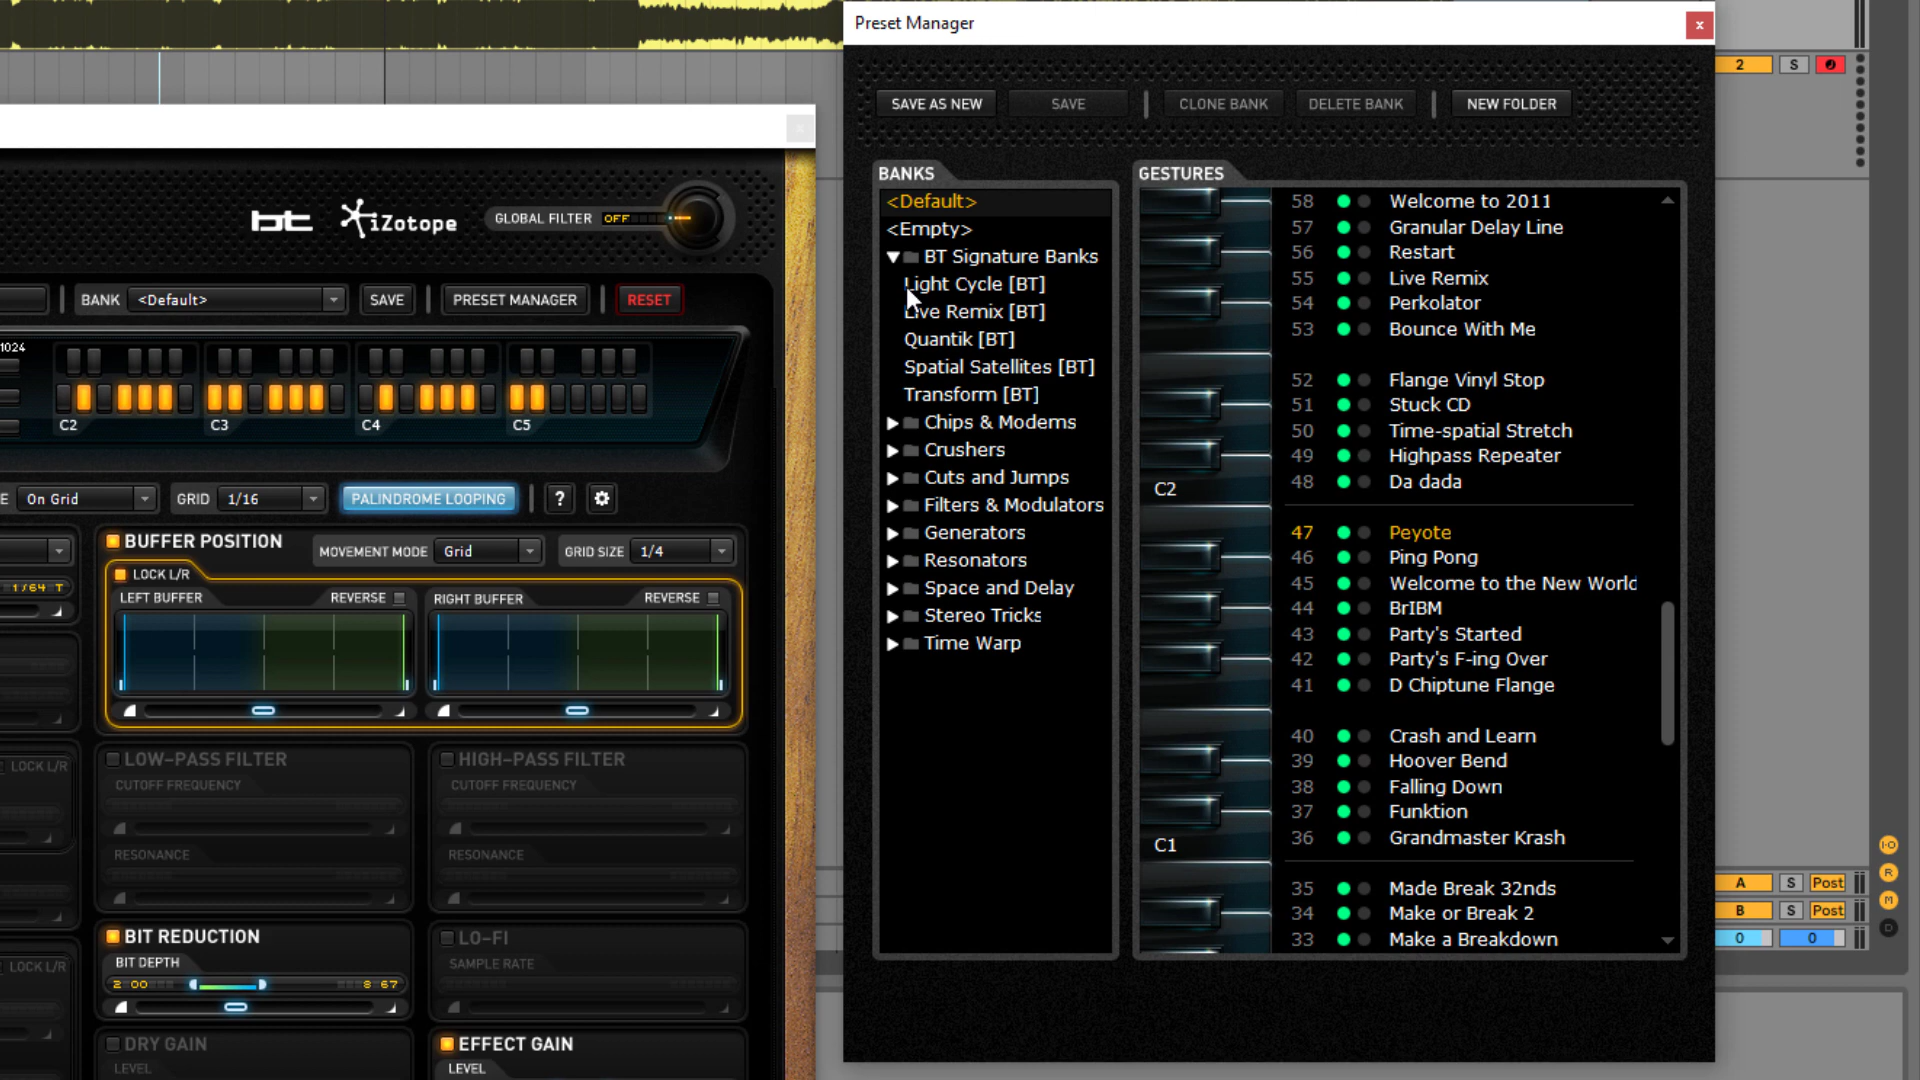 Preset Manager
x
SAVE AS NEW
SAVE
CLONE BANK
DELETE BANK
NEW FOLDER
2
S
BANKS
<Default>
<Empty>
BT Signature Banks
Light Cycle [BT]
Live Remix [BT]
Quantik [BT]
Spatial Satellites [BT]
Transform [BT]
Chips & Modems
Crushers
Cuts and Jumps
Filters & Modulators
Generators
Resonators
Space and Delay
Stereo Tricks
Time Warp
GESTURES
58 Welcome to 2011
57 Granular Delay Line
56 Restart
55 Live Remix
54 Perkolator
53 Bounce With Me
52 Flange Vinyl Stop
51 Stuck CD
50 Time-spatial Stretch
49 Highpass Repeater
48 Da dada
C2
47 Peyote
46 Ping Pong
45 Welcome to the New World
44 BrIBM
43 Party's Started
42 Party's F-ing Over
41 D Chiptune Flange
40 Crash and Learn
39 Hoover Bend
38 Falling Down
37 Funktion
36 Grandmaster Krash
C1
35 Made Break 32nds
34 Make or Break 2
33 Make a Breakdown
bt iZotope
GLOBAL FILTER OFF
BANK <Default>
SAVE
PRESET MANAGER
RESET
1024
C2 C3 C4 C5
E On Grid
GRID 1/16
PALINDROME LOOPING
?
BUFFER POSITION
MOVEMENT MODE Grid
GRID SIZE 1/4
LOCK L/R
1/64 T
LEFT BUFFER REVERSE
RIGHT BUFFER REVERSE
LOW-PASS FILTER
CUTOFF FREQUENCY
RESONANCE
HIGH-PASS FILTER
CUTOFF FREQUENCY
RESONANCE
LOCK L/R
BIT REDUCTION
BIT DEPTH
2 00 8 67
LO-FI
SAMPLE RATE
LOCK L/R
DRY GAIN
LEVEL
EFFECT GAIN
LEVEL
A S Post
B S Post
0 0
I·O
R
M
D